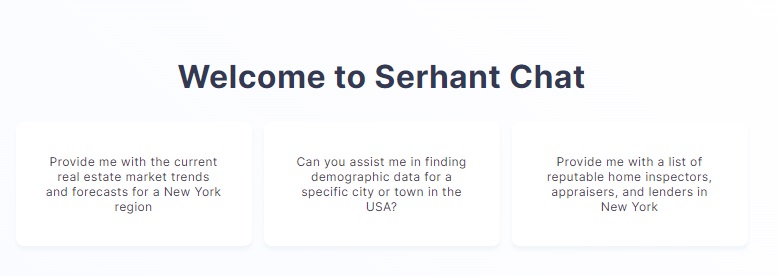 Welcome to Serhant Chat
Provide me with the current
real estate market trends
and forecasts for a New York
region
Can you assist me in finding
demographic data for a
specific city or town in the
USA?
Provide me with a list of
reputable home inspectors,
appraisers, and lenders in
New York